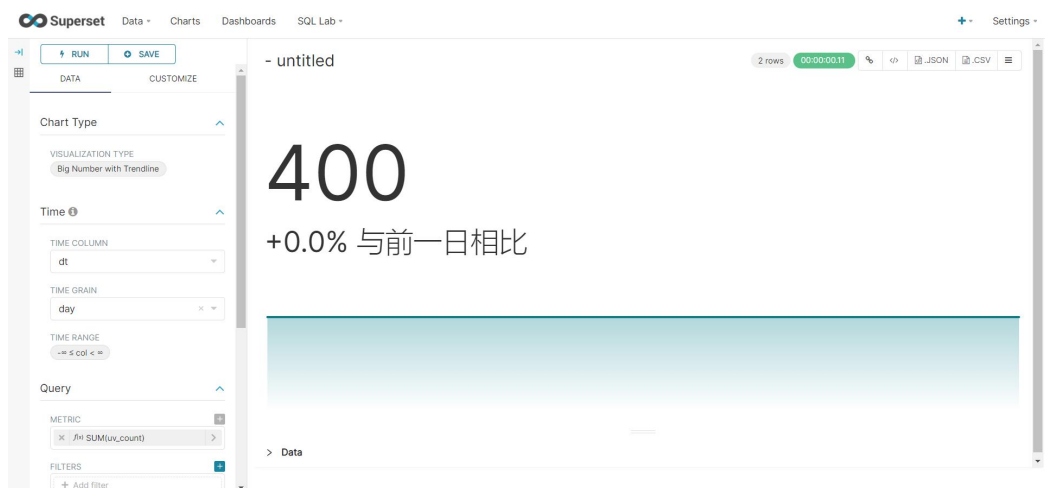 Superset Data Charts Dashboards SQL Lab + Settings
RUN SAVE
DATA CUSTOMIZE
Chart Type
VISUALIZATION TYPE
Big Number with Trendline
Time
TIME COLUMN
dt
TIME GRAIN
day
TIME RANGE
-∞ ≤ col < ∞
Query
METRIC
f(x) SUM(uv_count)
FILTERS
+ Add filter
- untitled
2 rows 00:00:00.11 </> .JSON .CSV
400
+0.0% 与前一日相比
> Data